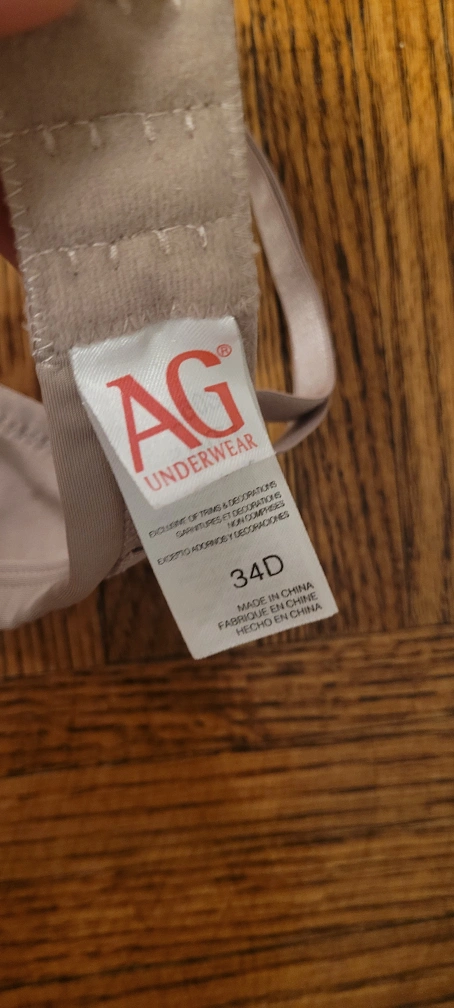 AG®
UNDERWEAR
EXCLUSIVE OF TRIMS & DECORATIONS
GARNITURES ET DECORATIONS
NON COMPRISES
EXCEPTO ADORNOS Y DECORACIONES
34D
MADE IN CHINA
FABRIQUE EN CHINE
HECHO EN CHINA